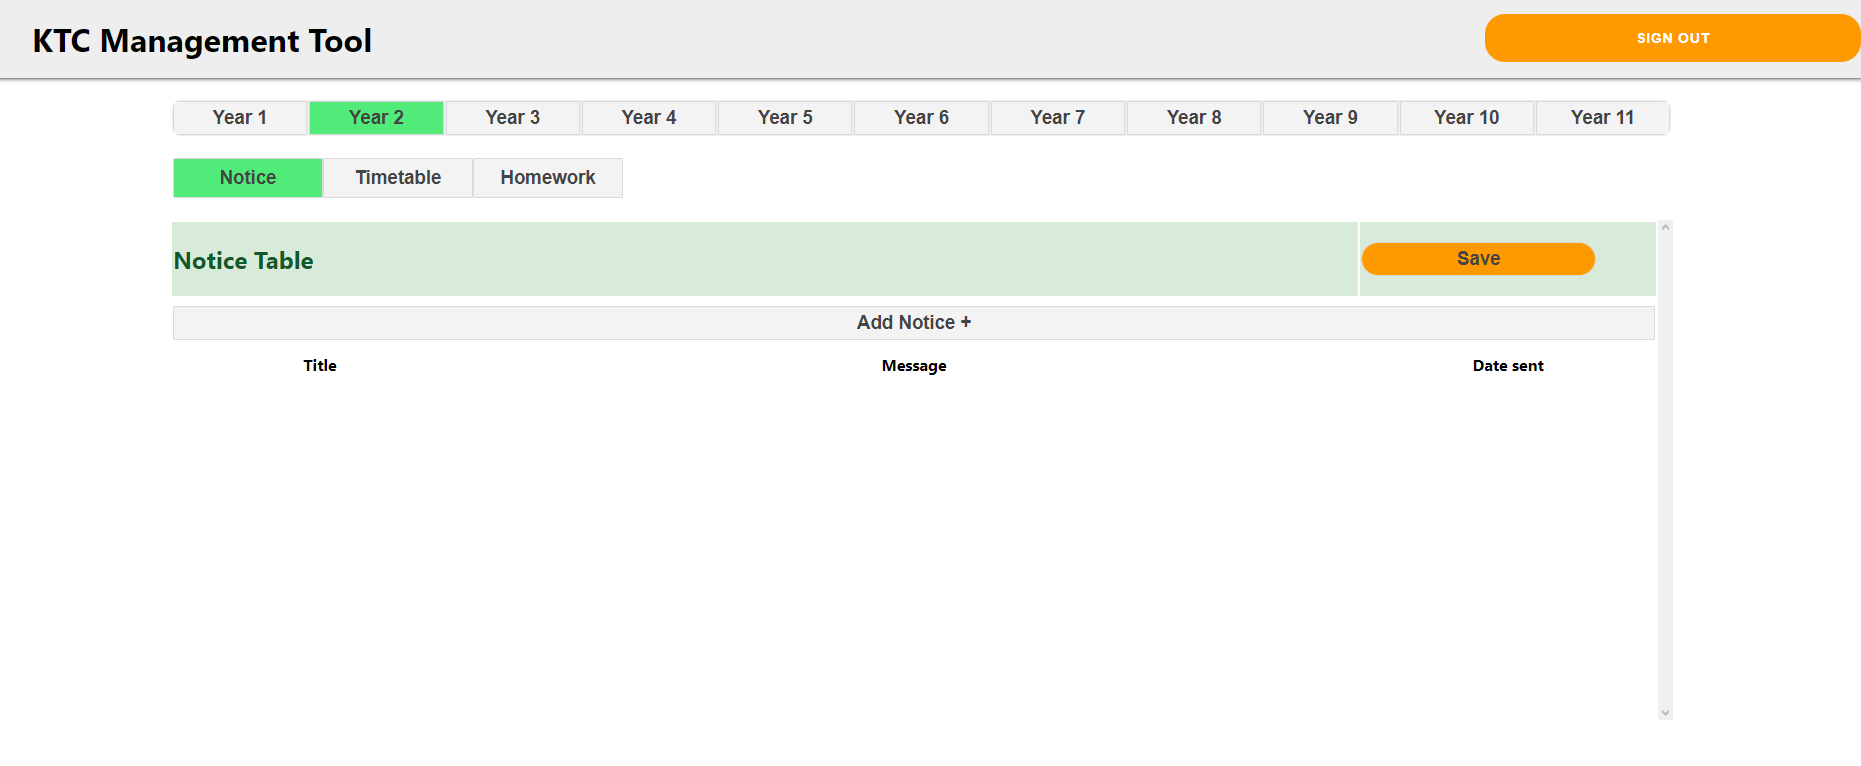 KTC Management Tool SIGN OUT
Year 1 Year 2 Year 3 Year 4 Year 5 Year 6 Year 7 Year 8 Year 9 Year 10 Year 11
Notice Timetable Homework
Notice Table Save
Add Notice +
Title Message Date sent